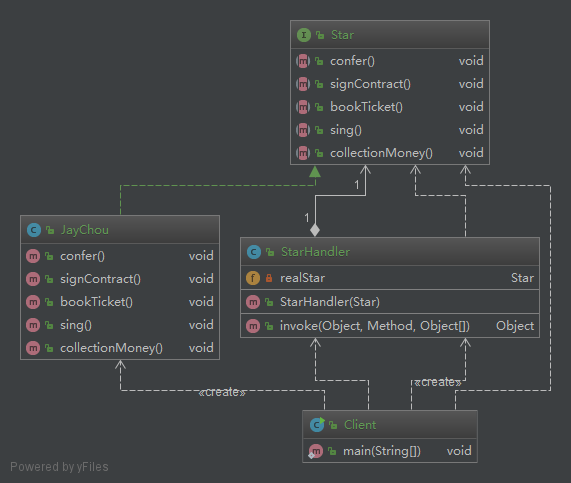 Star
confer() void
signContract() void
bookTicket() void
sing() void
collectionMoney() void
1
1
JayChou
confer() void
signContract() void
bookTicket() void
sing() void
collectionMoney() void
StarHandler
realStar Star
StarHandler(Star)
invoke(Object, Method, Object[]) Object
«create»
«create»
Client
main(String[]) void
Powered by yFiles